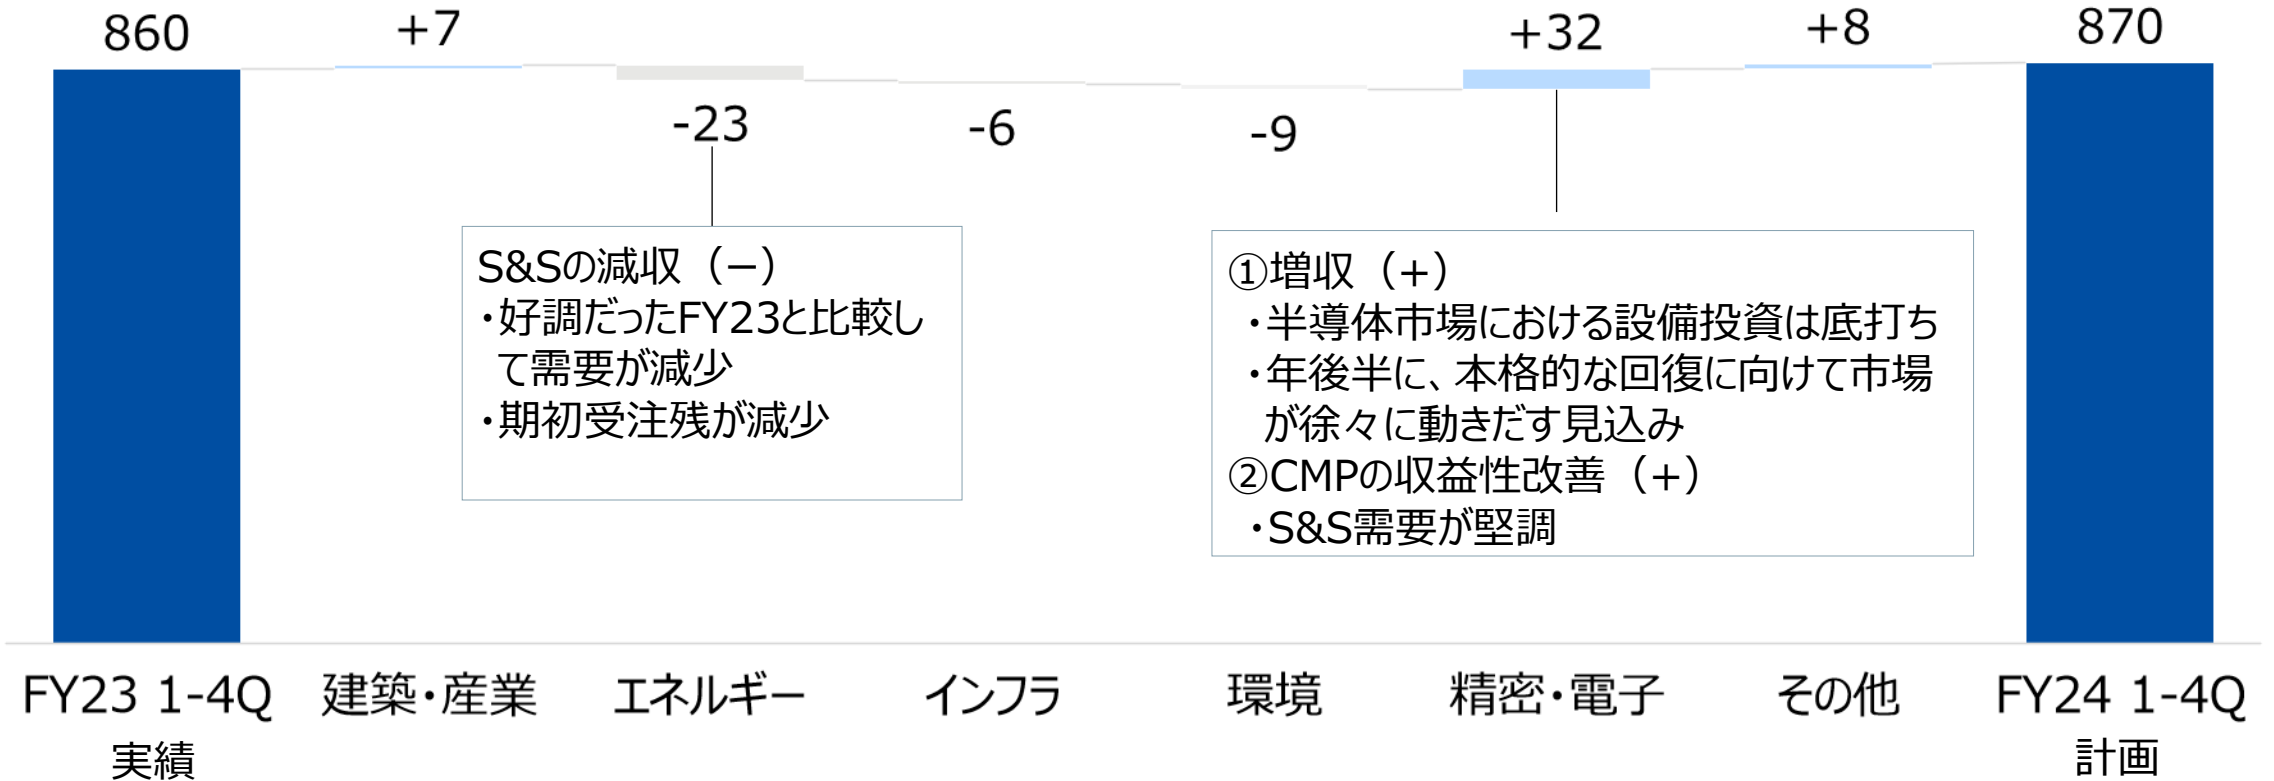 860
+7
+32
+8
870
-23
-6
-9
S&Sの減収（－）
・好調だったFY23と比較し
て需要が減少
・期初受注残が減少
①増収（+）
・半導体市場における設備投資は底打ち
・年後半に、本格的な回復に向けて市場
が徐々に動きだす見込み
②CMPの収益性改善（+）
・S&S需要が堅調
FY23 1-4Q
実績
建築・産業
エネルギー
インフラ
環境
精密・電子
その他
FY24 1-4Q
計画